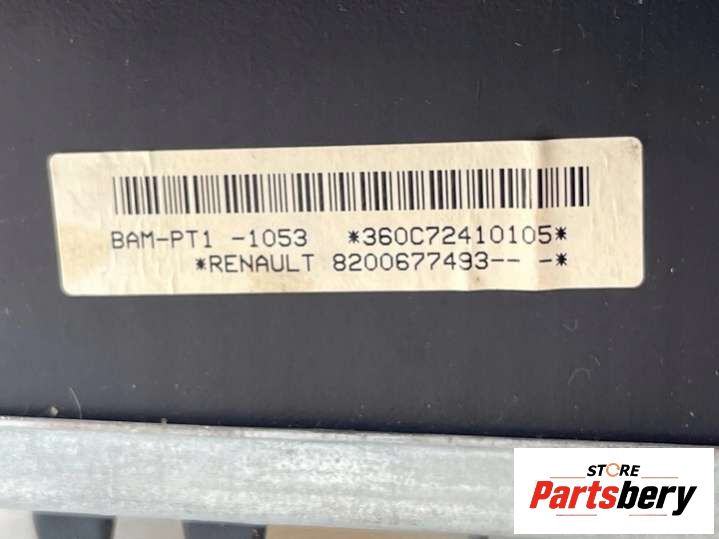 BAM-PT1 -1053 *360C72410105*
*RENAULT 8200677493-- -*
STORE
Partsbery